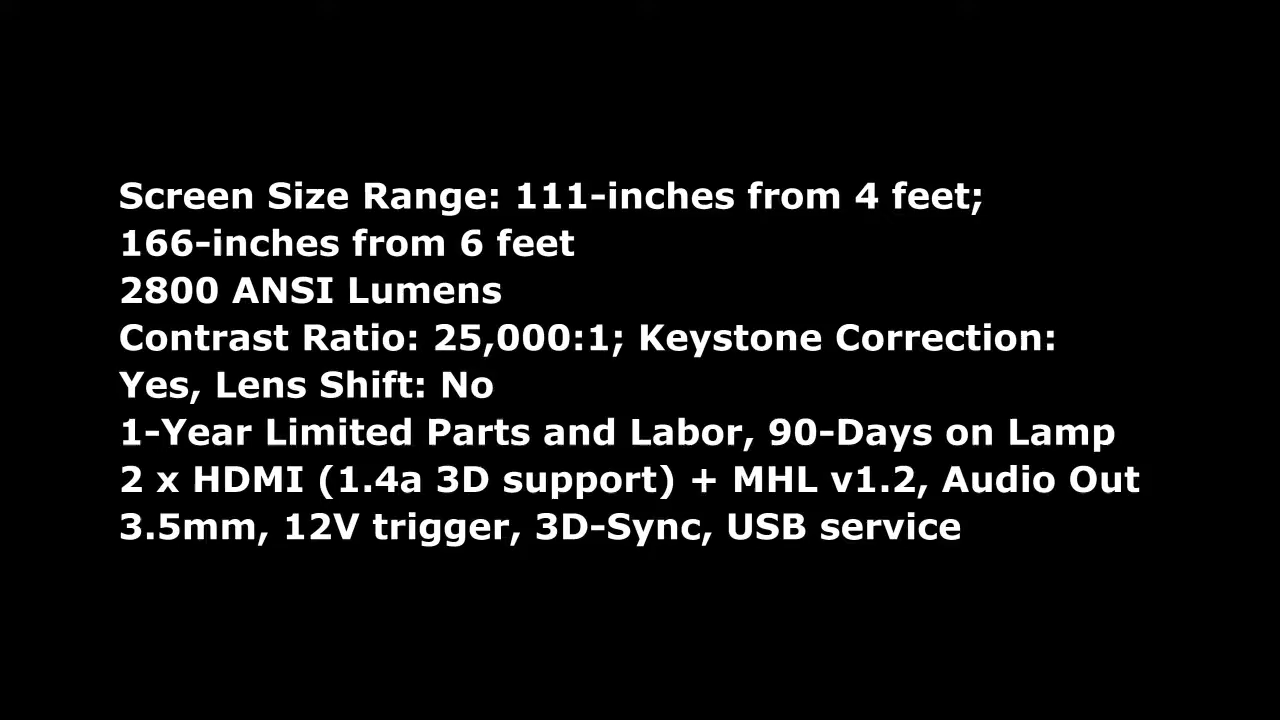 Screen Size Range: 111-inches from 4 feet;
166-inches from 6 feet
2800 ANSI Lumens
Contrast Ratio: 25,000:1; Keystone Correction:
Yes, Lens Shift: No
1-Year Limited Parts and Labor, 90-Days on Lamp
2 x HDMI (1.4a 3D support) + MHL v1.2, Audio Out
3.5mm, 12V trigger, 3D-Sync, USB service